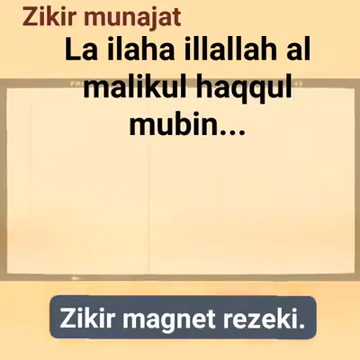 Zikir munajat
La ilaha illallah al
malikul haqqul
mubin...
Zikir magnet rezeki.